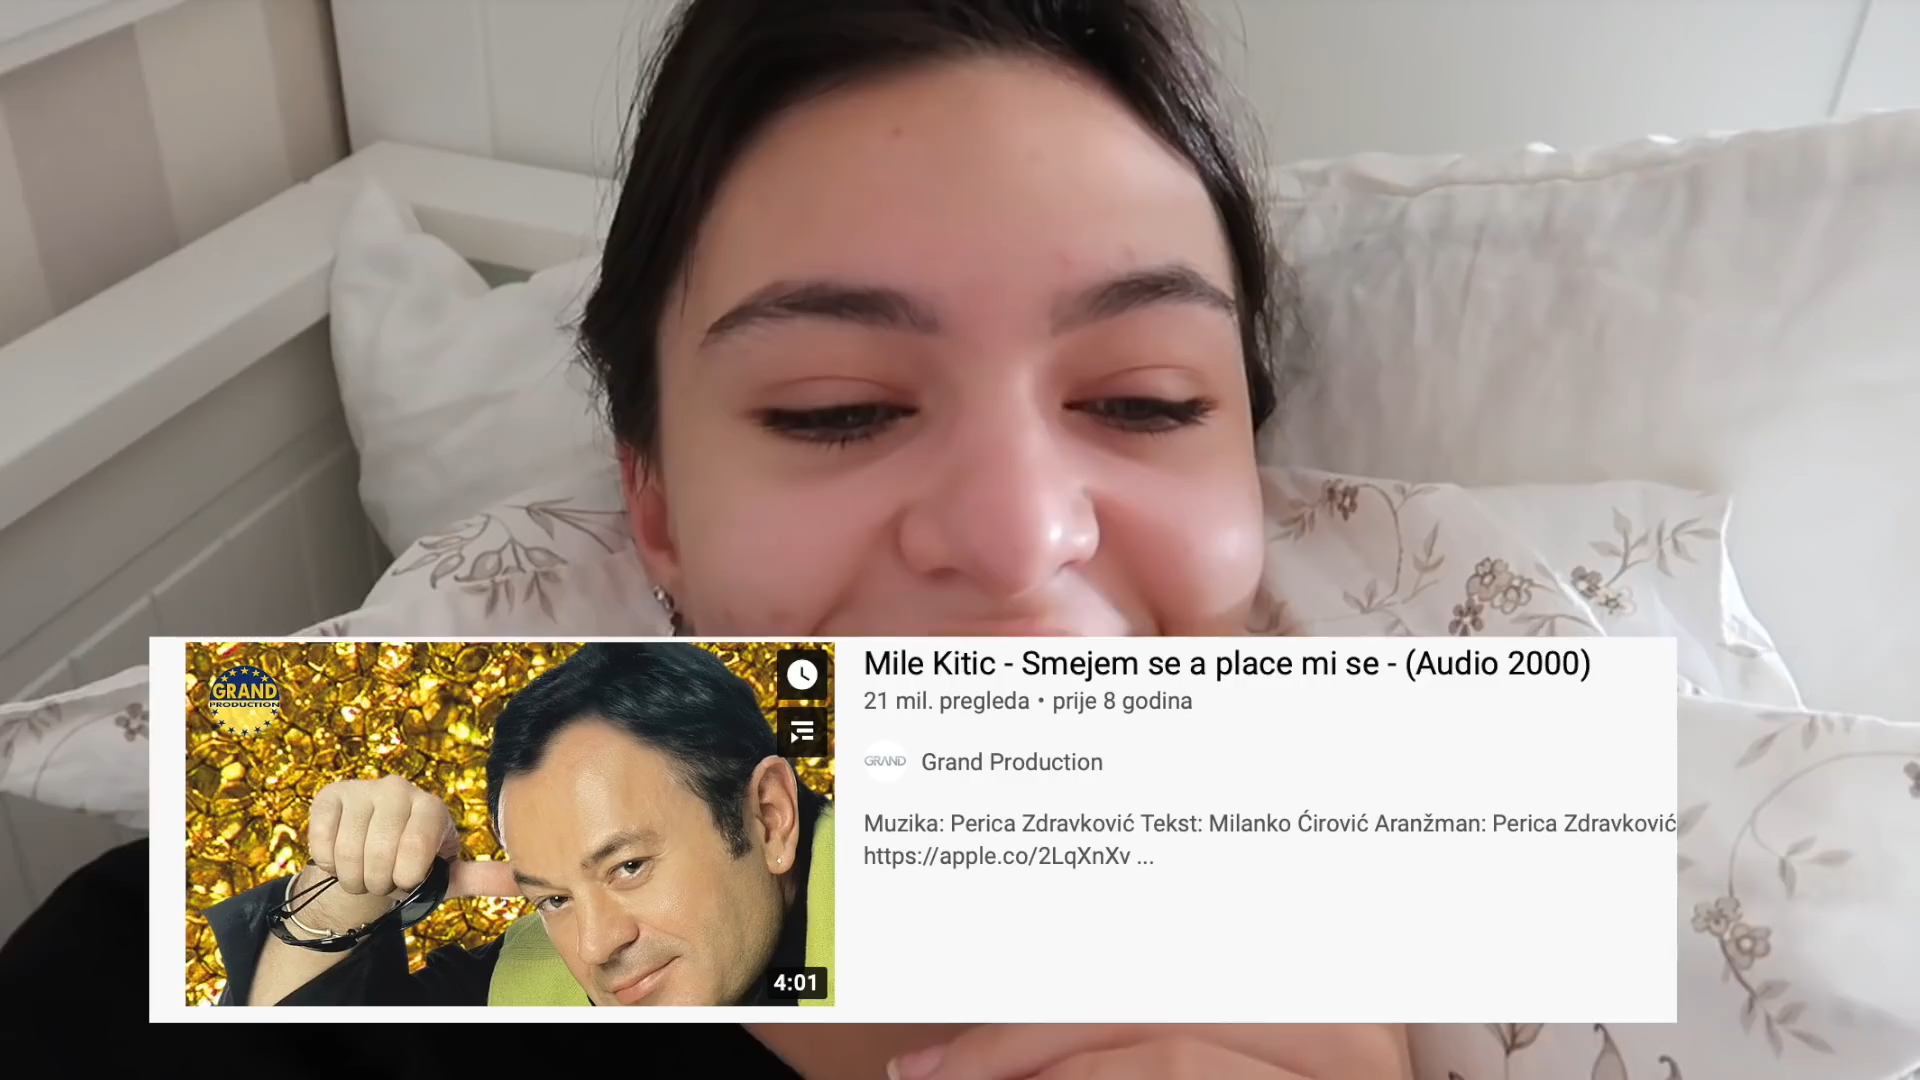 GRAND
PRODUCTION
4:01
Mile Kitic - Smejem se a place mi se - (Audio 2000)
21 mil. pregleda • prije 8 godina
GRAND Grand Production
Muzika: Perica Zdravković Tekst: Milanko Ćirović Aranžman: Perica Zdravković
https://apple.co/2LqXnXv ...